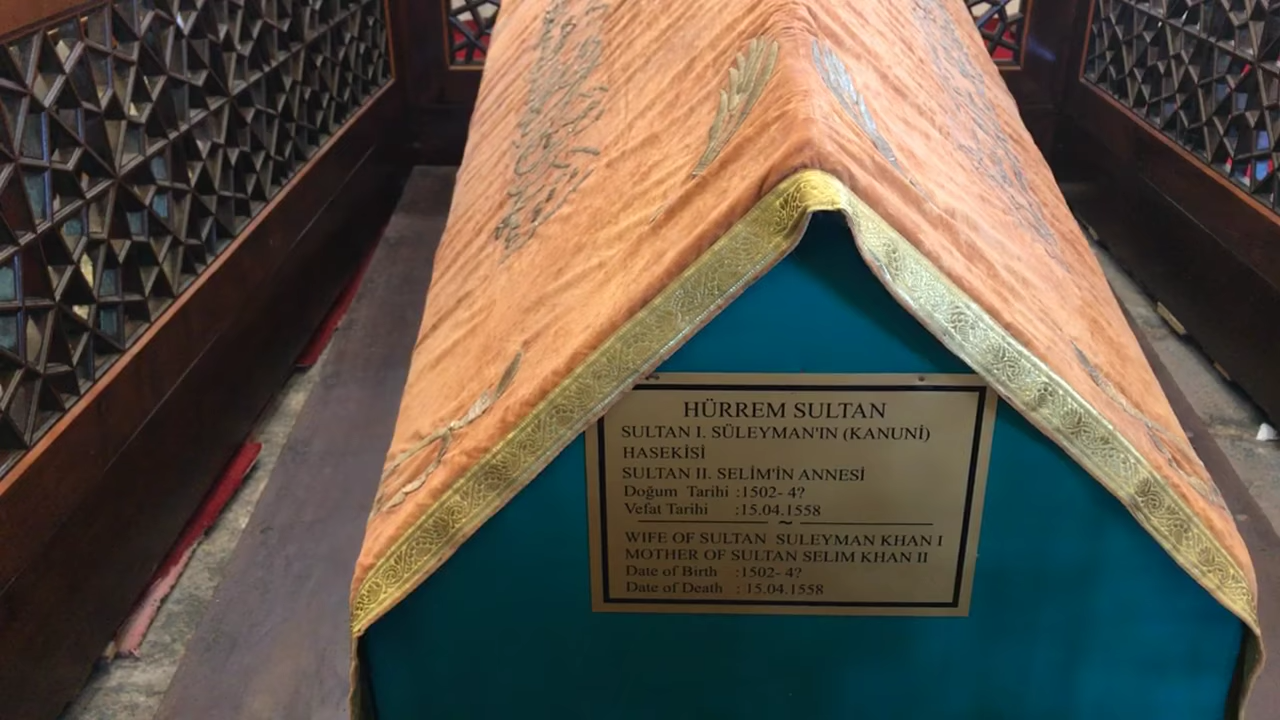 HÜRREM SULTAN
SULTAN I. SÜLEYMAN'IN (KANUNİ)
HASEKİSİ
SULTAN II. SELİM'İN ANNESİ
Doğum Tarihi :1502- 4?
Vefat Tarihi :15.04.1558
~
WIFE OF SULTAN SULEYMAN KHAN I
MOTHER OF SULTAN SELIM KHAN II
Date of Birth :1502- 4?
Date of Death : 15.04.1558